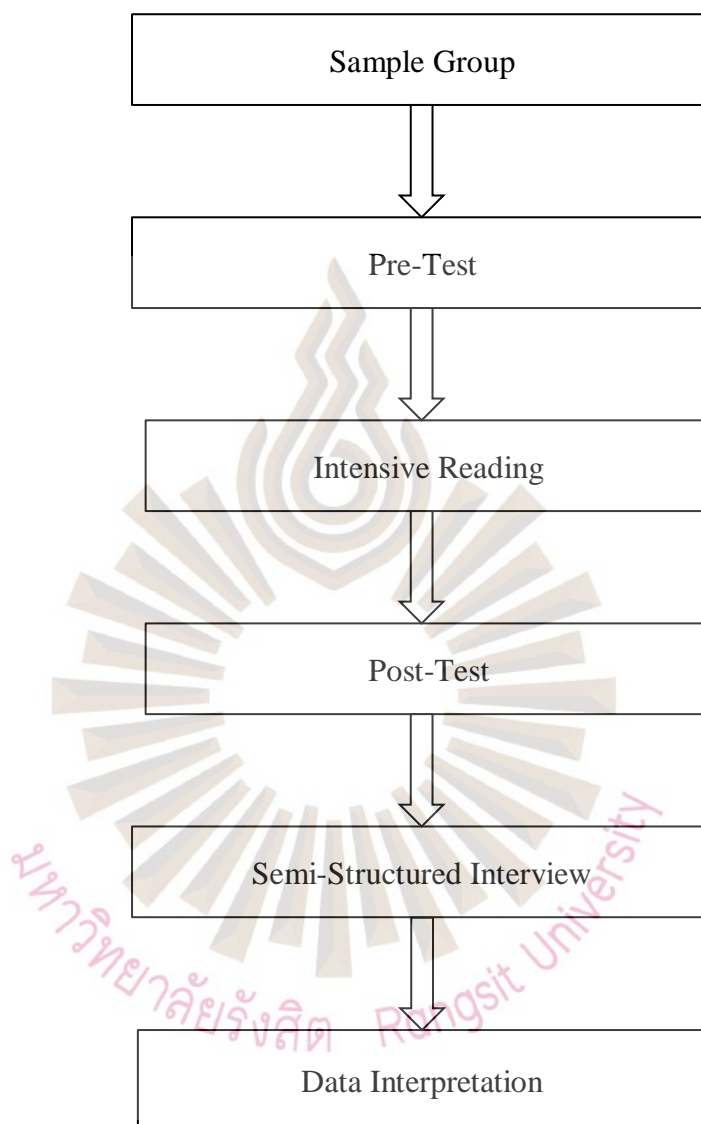 Sample Group
Pre-Test
Intensive Reading
Post-Test
Semi-Structured Interview
มหาวิทยาลัยรังสิต Rangsit University
Data Interpretation